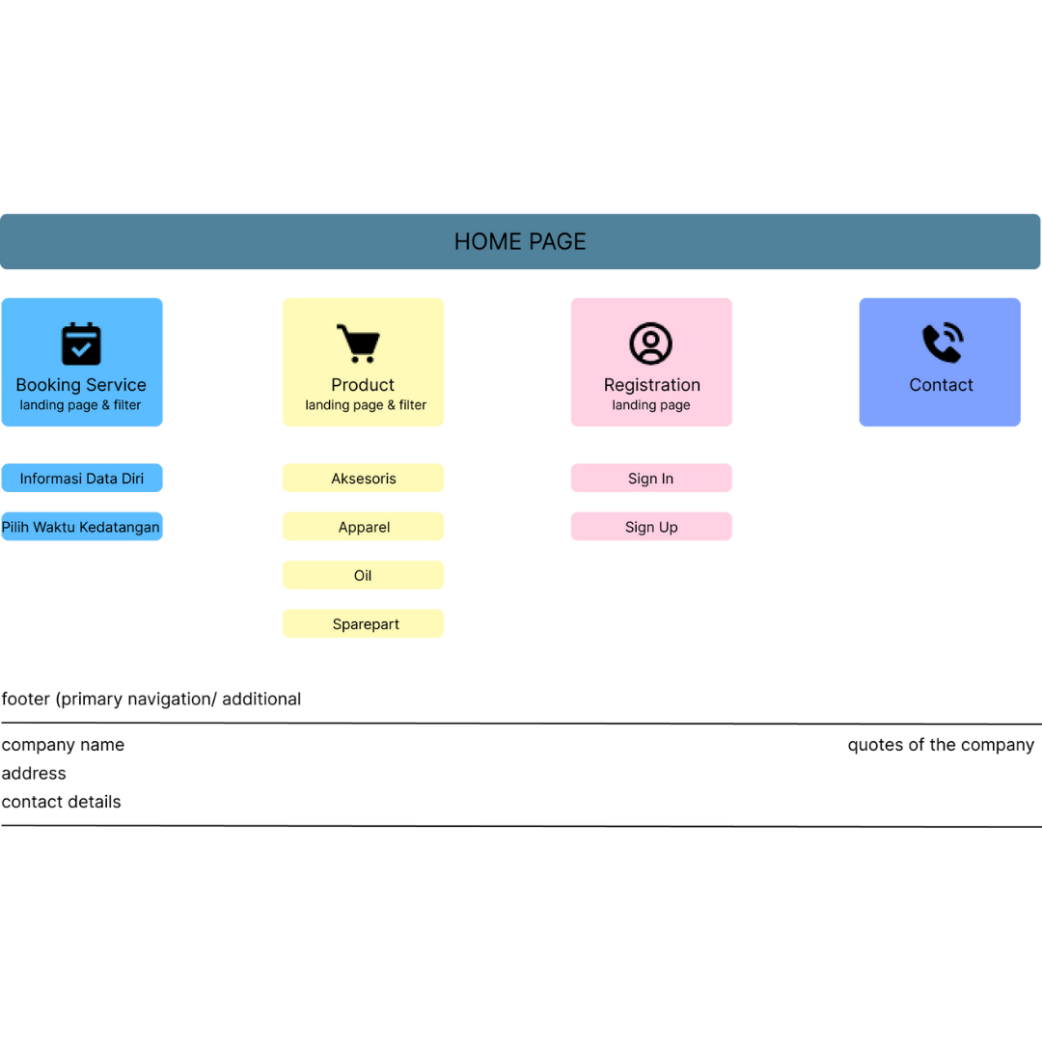 HOME PAGE
Booking Service
landing page & filter
Informasi Data Diri
Pilih Waktu Kedatangan
Product
landing page & filter
Aksesoris
Apparel
Oil
Sparepart
Registration
landing page
Sign In
Sign Up
Contact
footer (primary navigation/ additional
company name
address
contact details
quotes of the company